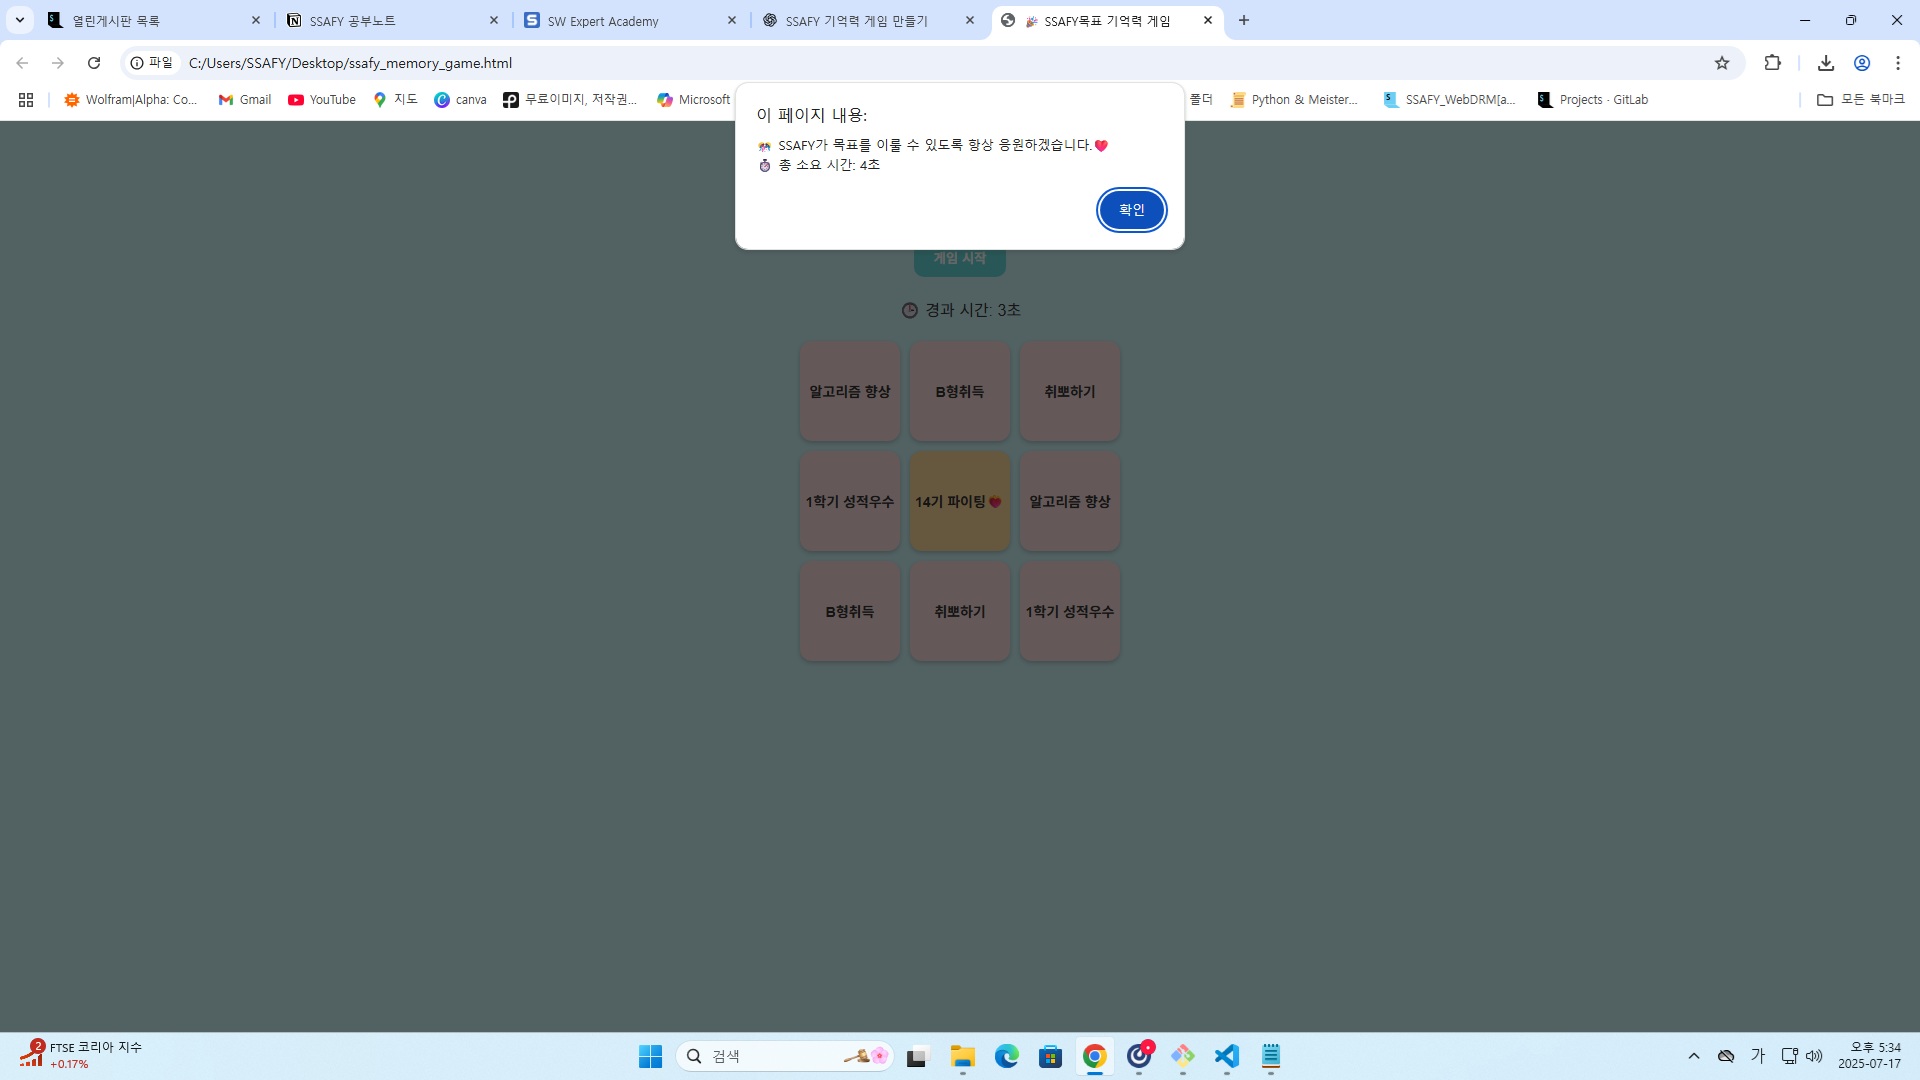 열린게시판 목록
SSAFY 공부노트
SW Expert Academy
SSAFY 기억력 게임 만들기
🎉 SSAFY목표 기억력 게임
파일
C:/Users/SSAFY/Desktop/ssafy_memory_game.html
Wolfram|Alpha: Co...
Gmail
YouTube
지도
canva
무료이미지, 저작권...
Microsoft
폴더
Python & Meister...
SSAFY_WebDRM[a...
Projects · GitLab
모든 북마크
이 페이지 내용:
🎊 SSAFY가 목표를 이룰 수 있도록 항상 응원하겠습니다.❤️
⏱️ 총 소요 시간: 4초
확인
게임 시작
🕒 경과 시간: 3초
알고리즘 향상
B형취득
취뽀하기
1학기 성적우수
14기 파이팅❤️
알고리즘 향상
B형취득
취뽀하기
1학기 성적우수
2
FTSE 코리아 지수
+0.17%
검색
가
오후 5:34
2025-07-17